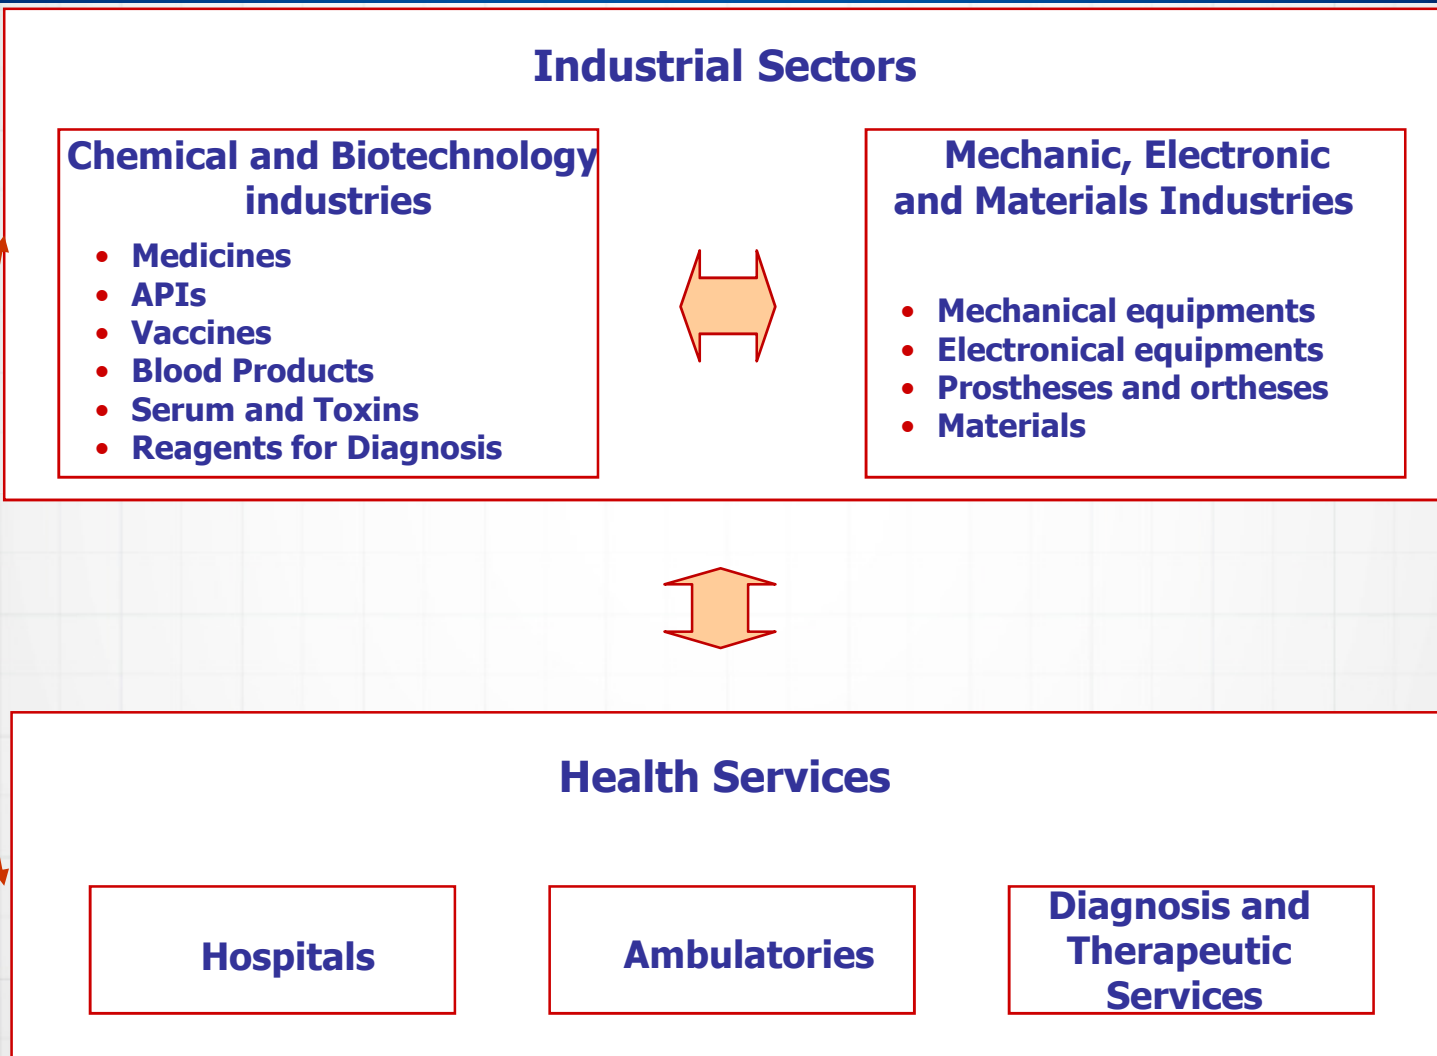 Industrial Sectors
Chemical and Biotechnology
industries
• Medicines
• APIs
• Vaccines
• Blood Products
• Serum and Toxins
• Reagents for Diagnosis
Mechanic, Electronic
and Materials Industries
• Mechanical equipments
• Electronical equipments
• Prostheses and ortheses
• Materials
Health Services
Hospitals
Ambulatories
Diagnosis and
Therapeutic
Services